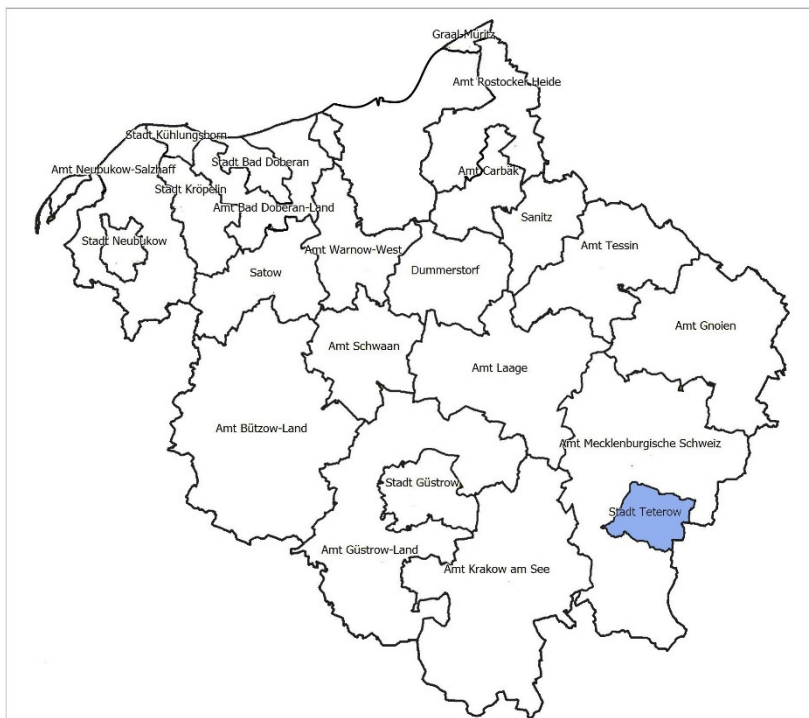 Graal-Müritz
Amt Rostocker Heide
Stadt Kühlungsborn
Stadt Bad Doberan
Amt Neubukow-Salzhaff
Amt Carbäk
Stadt Kröpelin
Amt Bad Doberan-Land
Sanitz
Stadt Neubukow
Amt Warnow-West
Amt Tessin
Satow
Dummerstorf
Amt Gnoien
Amt Schwaan
Amt Laage
Amt Bützow-Land
Amt Mecklenburgische Schweiz
Stadt Güstrow
Stadt Teterow
Amt Güstrow-Land
Amt Krakow am See